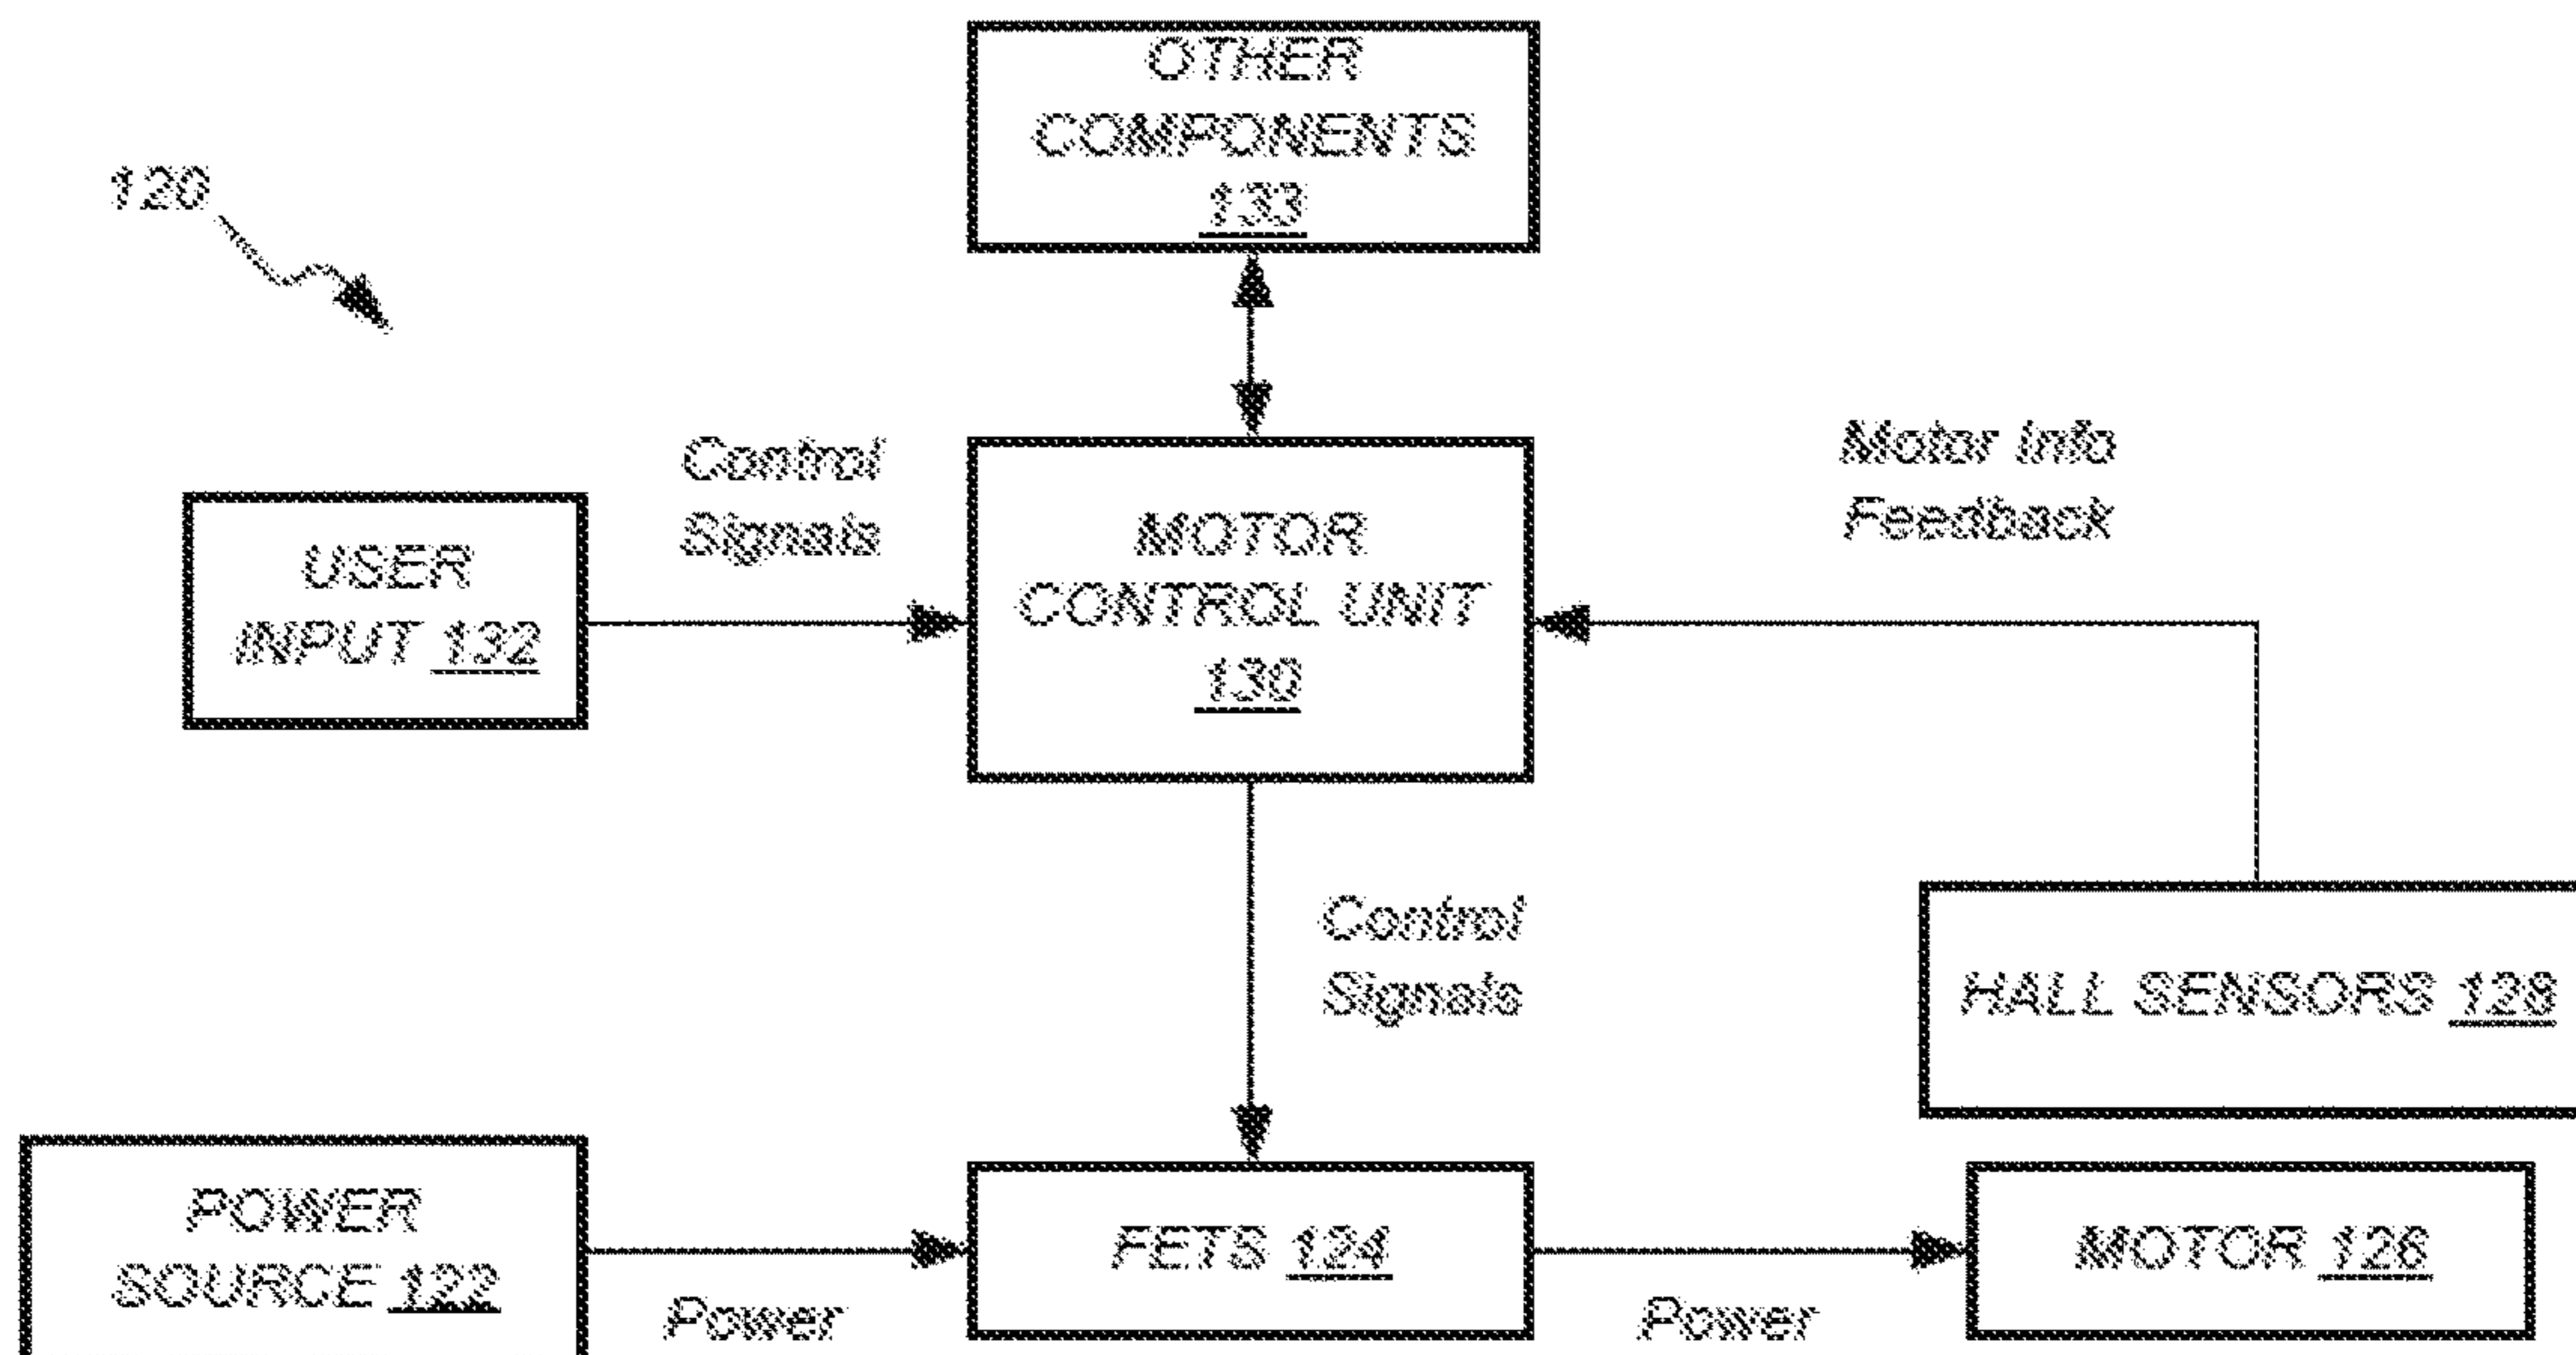 OTHER
COMPONENTS
133
120
Control
Signals
Motor Info
Feedback
USER
INPUT 132
MOTOR
CONTROL UNIT
130
Control
Signals
HALL SENSORS 128
POWER
SOURCE 122
FETS 124
MOTOR 126
Power
Power